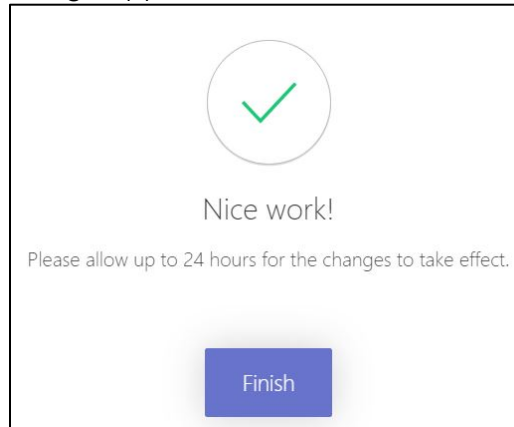 Nice work!
Please allow up to 24 hours for the changes to take effect.
Finish